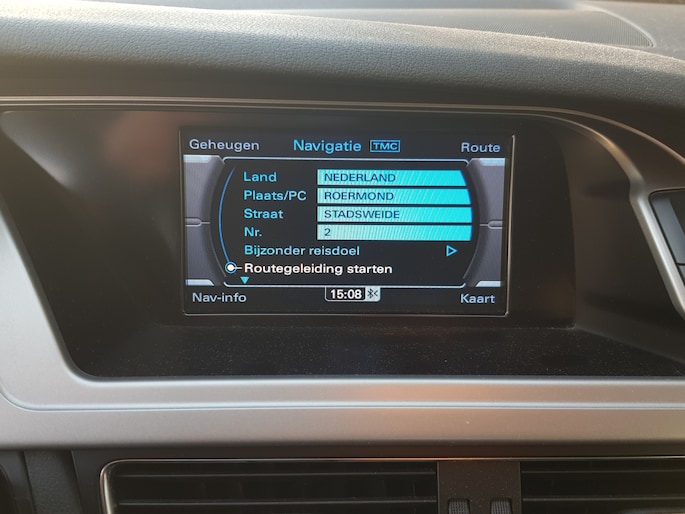 Geheugen Navigatie TMC Route
Land NEDERLAND
Plaats/PC ROERMOND
Straat STADSWEIDE
Nr. 2
Bijzonder reisdoel
Routegeleiding starten
Nav-info 15:08 Kaart